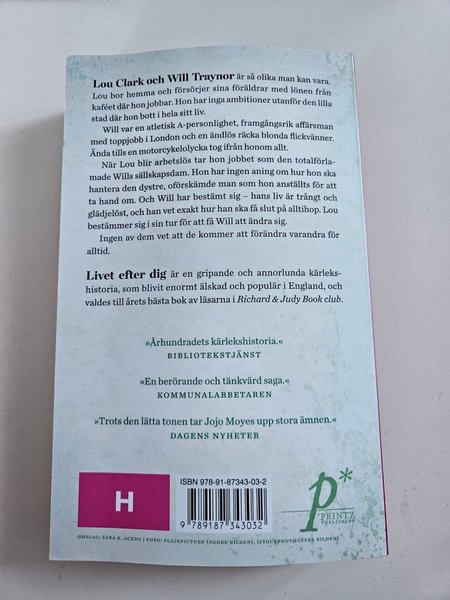 Lou Clark och Will Traynor är så olika man kan vara.
Lou bor hemma och försörjer sina föräldrar med lönen från
kaféet där hon jobbar. Hon har inga ambitioner utanför den lilla
stad där hon bott i hela sitt liv.
Will var en atletisk A-personlighet, framgångsrik affärsman
med toppjobb i London och en ändlös räcka blonda flickvänner.
Ända tills en motorcykelolycka tog ifrån honom allt.
När Lou blir arbetslös tar hon jobbet som den totalförla-
made Wills sällskapsdam. Hon har ingen aning om hur hon ska
hantera den dystre, oförskämde man som hon anställts för att
ta hand om. Och Will har bestämt sig – hans liv är trångt och
glädjelöst, och han vet exakt hur han ska få slut på alltihop. Lou
bestämmer sig i sin tur för att få Will att ändra sig.
Ingen av dem vet att de kommer att förändra varandra för
alltid.
Livet efter dig är en gripande och annorlunda kärleks-
historia, som blivit enormt älskad och populär i England, och
valdes till årets bästa bok av läsarna i Richard & Judy Book club.
»Århundradets kärlekshistoria.«
BIBLIOTEKSTJÄNST
»En berörande och tänkvärd saga.«
KOMMUNALARBETAREN
»Trots den lätta tonen tar Jojo Moyes upp stora ämnen.«
DAGENS NYHETER
H
ISBN 978-91-87343-03-2
9 789187 343032
p*
PRINTZ
PUBLISHING
OMSLAG: SARA R. ACEDO | FOTO: PLAINPICTURE (NEDRE BILDEN), ISTOCKPHOTO (ÖVRE BILDEN)